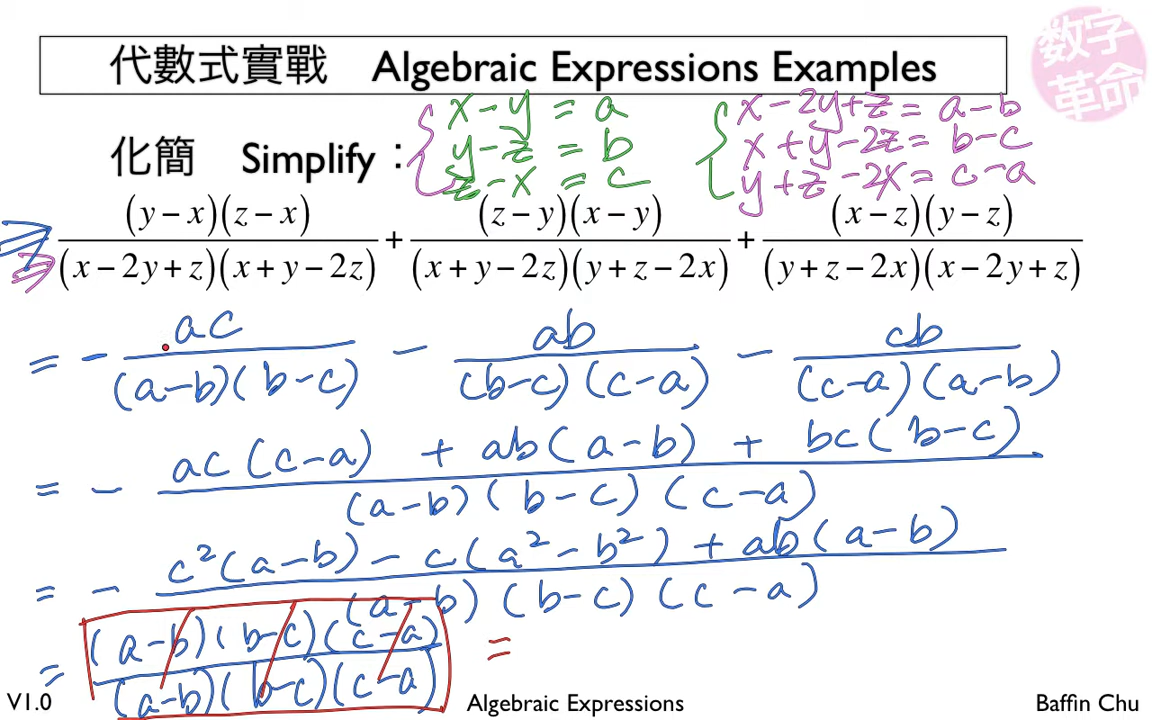 代數式實戰 Algebraic Expressions Examples
数字
革命
化簡 Simplify：
{ x - y = a
y - z = b
z - x = c
{ x - 2y + z = a - b
x + y - 2z = b - c
y + z - 2x = c - a
⇒ (y − x)(z − x) / (x − 2y + z)(x + y − 2z) + (z − y)(x − y) / (x + y − 2z)(y + z − 2x) + (x − z)(y − z) / (y + z − 2x)(x − 2y + z)
= - ac / (a-b)(b-c) - ab / (b-c)(c-a) - cb / (c-a)(a-b)
= - ac(c-a) + ab(a-b) + bc(b-c) / (a-b)(b-c)(c-a)
= - c²(a-b) - c(a²-b²) + ab(a-b) / (a-b)(b-c)(c-a)
= (a-b)(b-c)(c-a) / (a-b)(b-c)(c-a) =
V1.0 Algebraic Expressions Baffin Chu